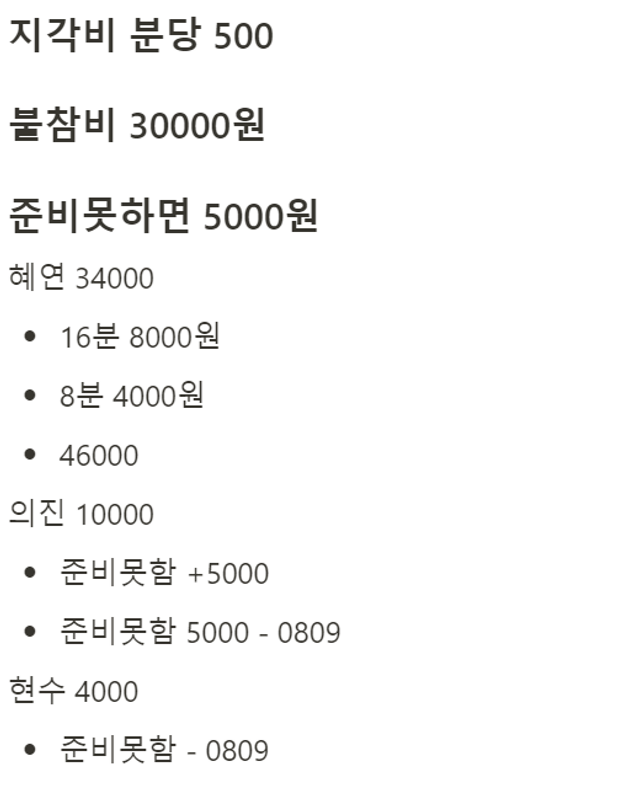 지각비 분당 500
불참비 30000원
준비못하면 5000원
혜연 34000
• 16분 8000원
• 8분 4000원
• 46000
의진 10000
• 준비못함 +5000
• 준비못함 5000 - 0809
현수 4000
• 준비못함 - 0809